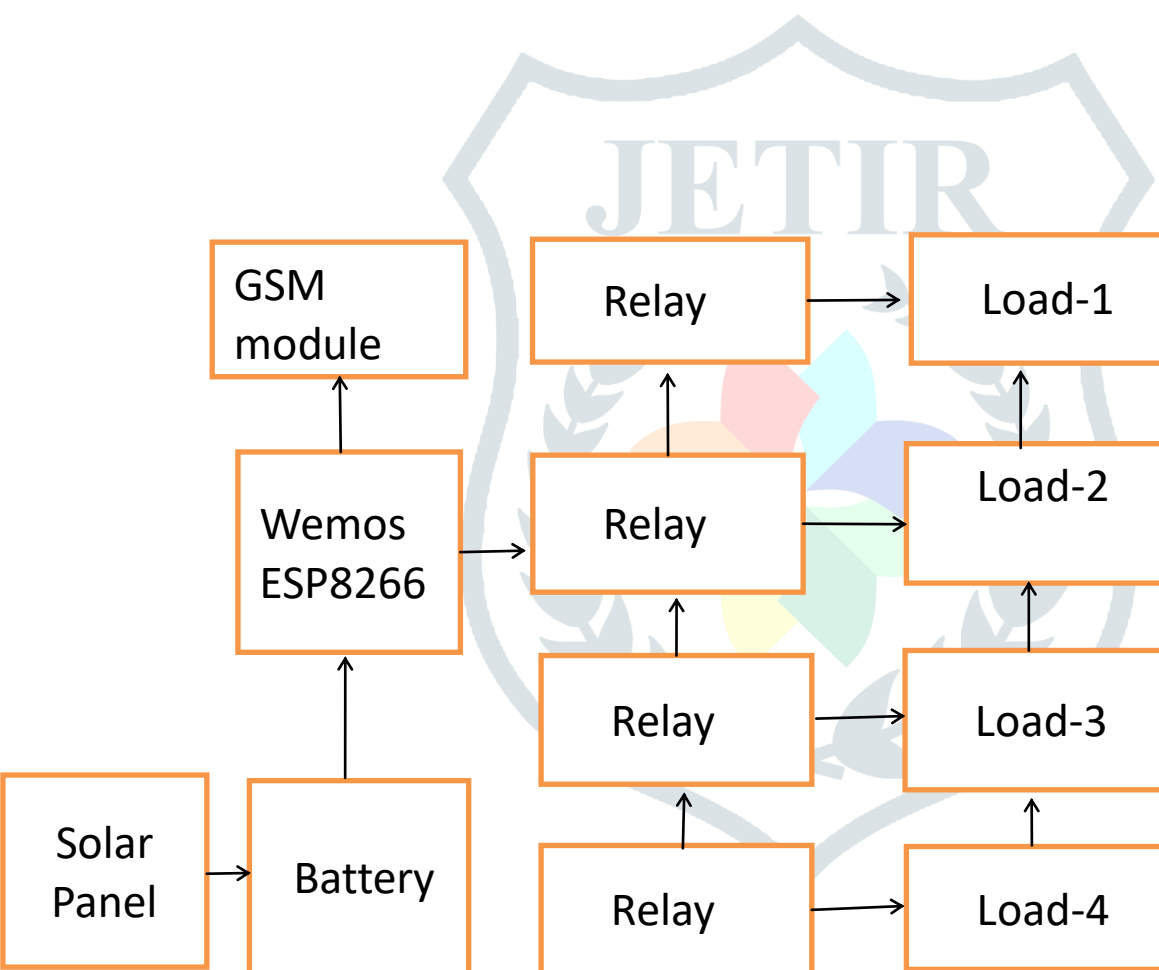 JETIR
GSM
module
Relay
Load-1
Wemos
ESP8266
Relay
Load-2
Relay
Load-3
Solar
Panel
Battery
Relay
Load-4